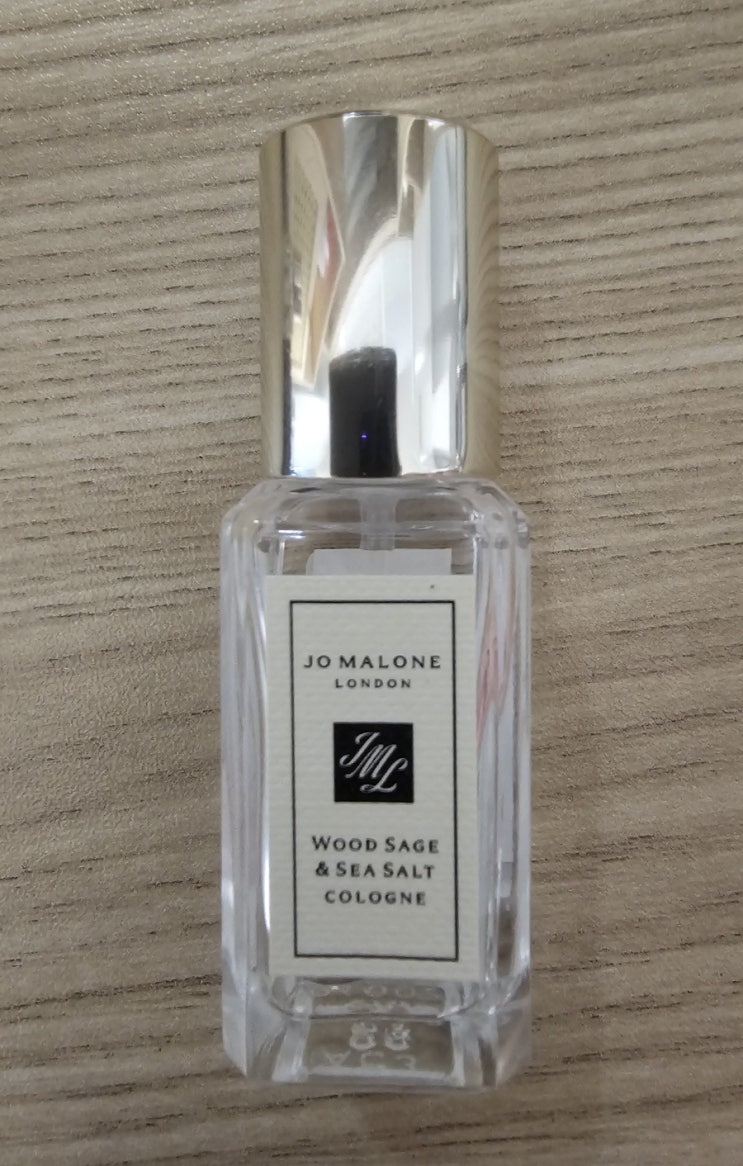 JO MALONE
LONDON
JML
WOOD SAGE
& SEA SALT
COLOGNE